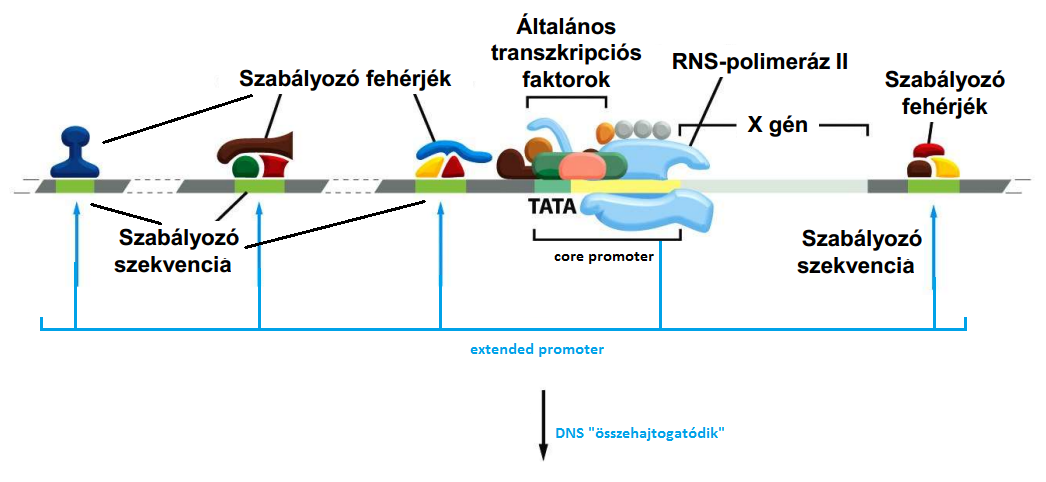 Általános
transzkripciós
faktorok
Szabályozó fehérjék
RNS-polimeráz II
Szabályozó
fehérjék
X gén
TATA
Szabályozó
szekvencia
core promoter
Szabályozó
szekvencia
extended promoter
DNS "összehajtogatódik"